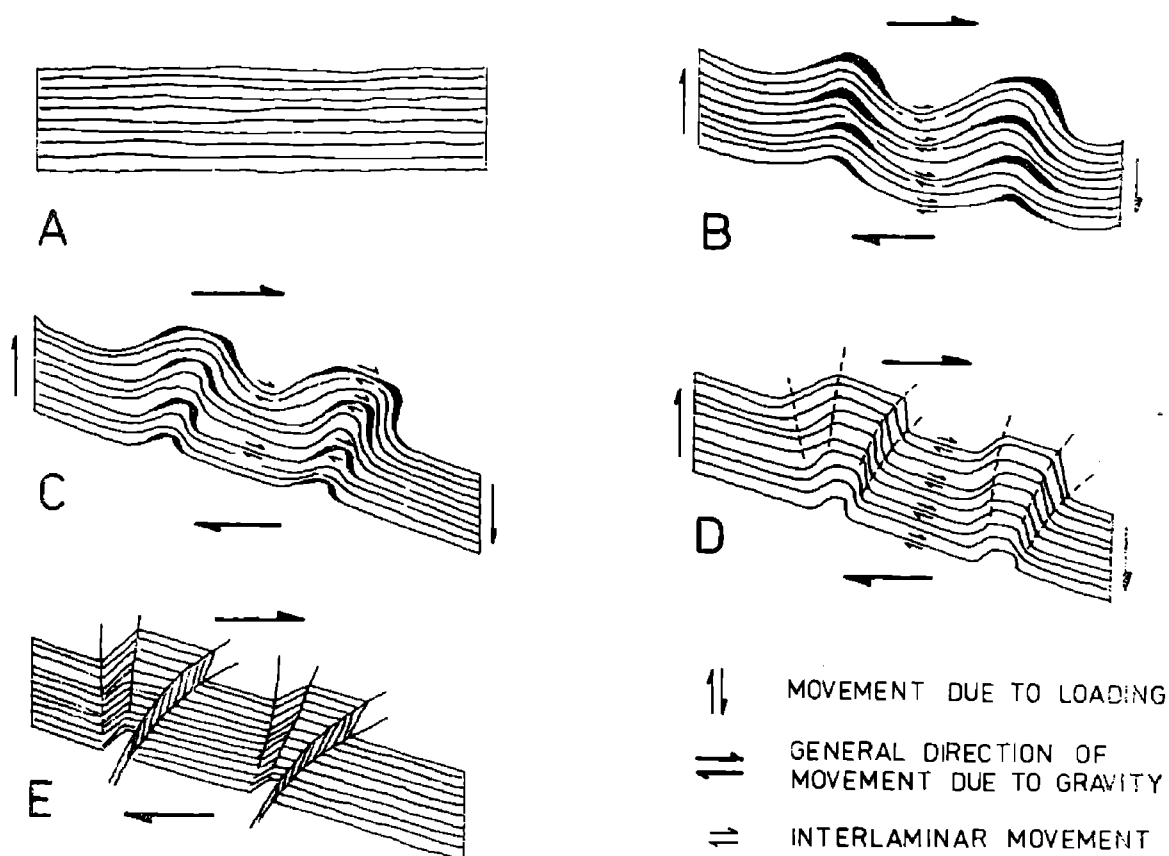 A
B
C
D
E
MOVEMENT DUE TO LOADING
GENERAL DIRECTION OF
MOVEMENT DUE TO GRAVITY
INTERLAMINAR MOVEMENT